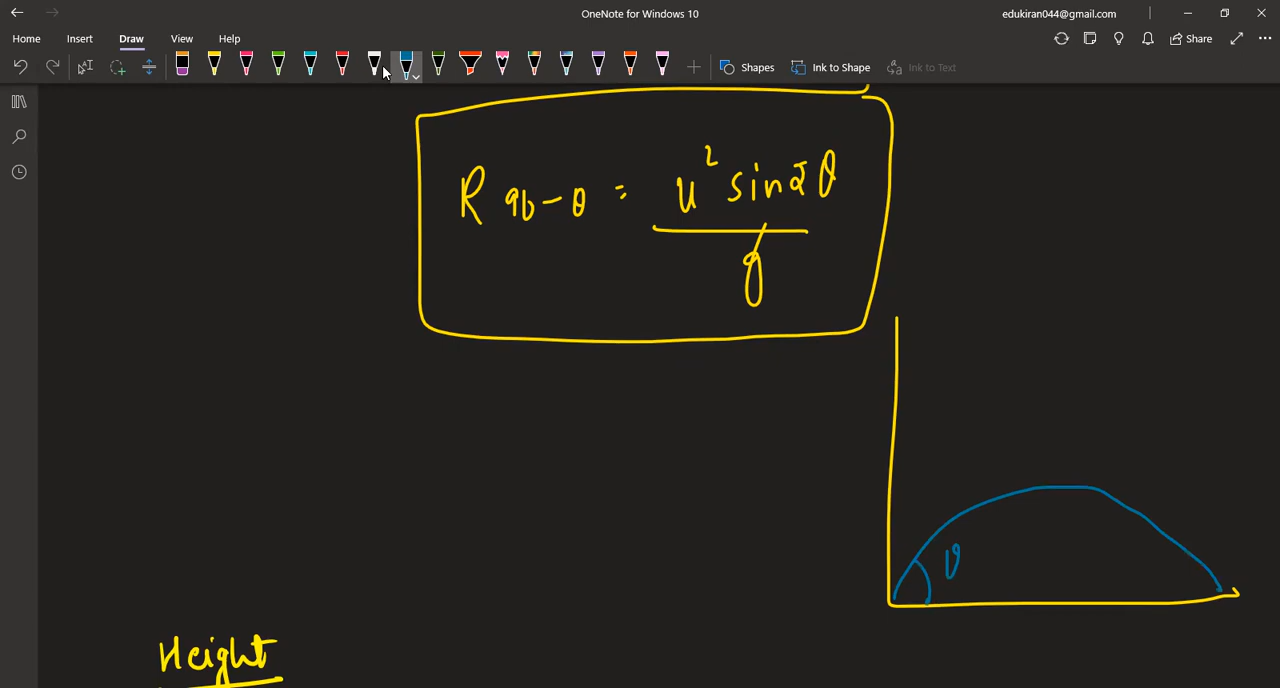 OneNote for Windows 10
edukiran044@gmail.com
Home Insert Draw View Help
Share
Shapes
Ink to Shape
Ink to Text
R 90-θ = u² sin2θ
g
θ
Height